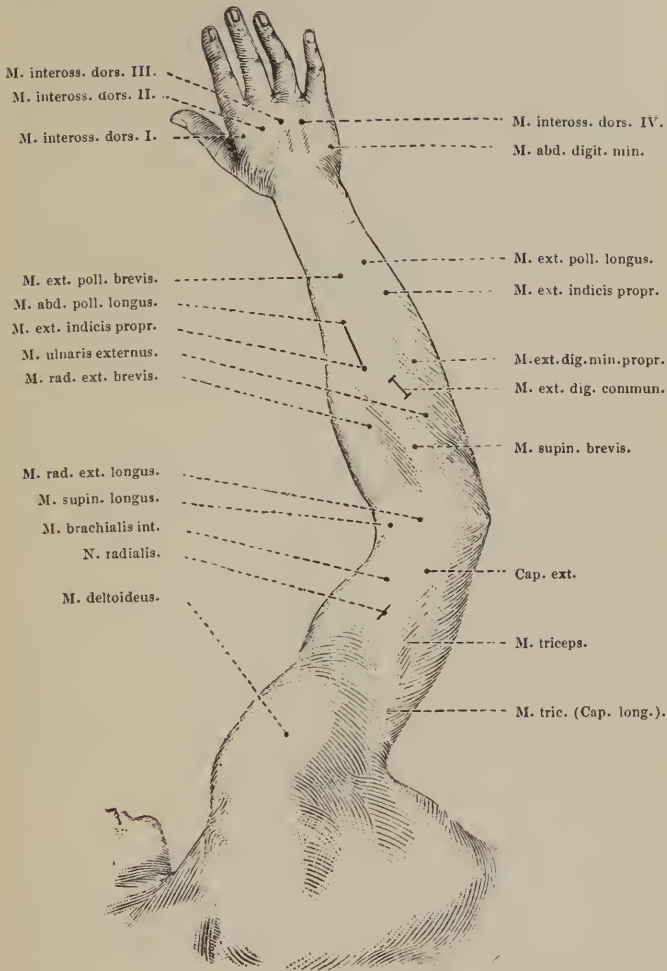 M. inteross. dors. III.
M. inteross. dors. II.
M. inteross. dors. I.
M. ext. poll. brevis.
M. abd. poll. longus.
M. ext. indicis propr.
M. ulnaris externus.
M. rad. ext. brevis.
M. rad. ext. longus.
M. supin. longus.
M. brachialis int.
N. radialis.
M. deltoideus.
M. inteross. dors. IV.
M. abd. digit. min.
M. ext. poll. longus.
M. ext. indicis propr.
M.ext.dig.min.propr.
M. ext. dig. commun.
M. supin. brevis.
Cap. ext.
M. triceps.
M. tric. (Cap. long.).